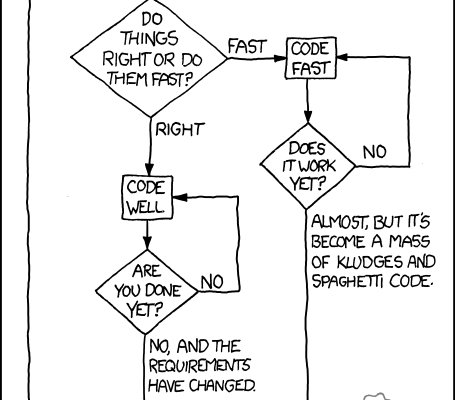 DO
THINGS
RIGHT OR DO
THEM FAST?
FAST
CODE
FAST
RIGHT
DOES
IT WORK
YET?
NO
CODE
WELL
ALMOST, BUT IT'S
BECOME A MASS
OF KLUDGES AND
SPAGHETTI CODE.
ARE
YOU DONE
YET?
NO
NO, AND THE
REQUIREMENTS
HAVE CHANGED.